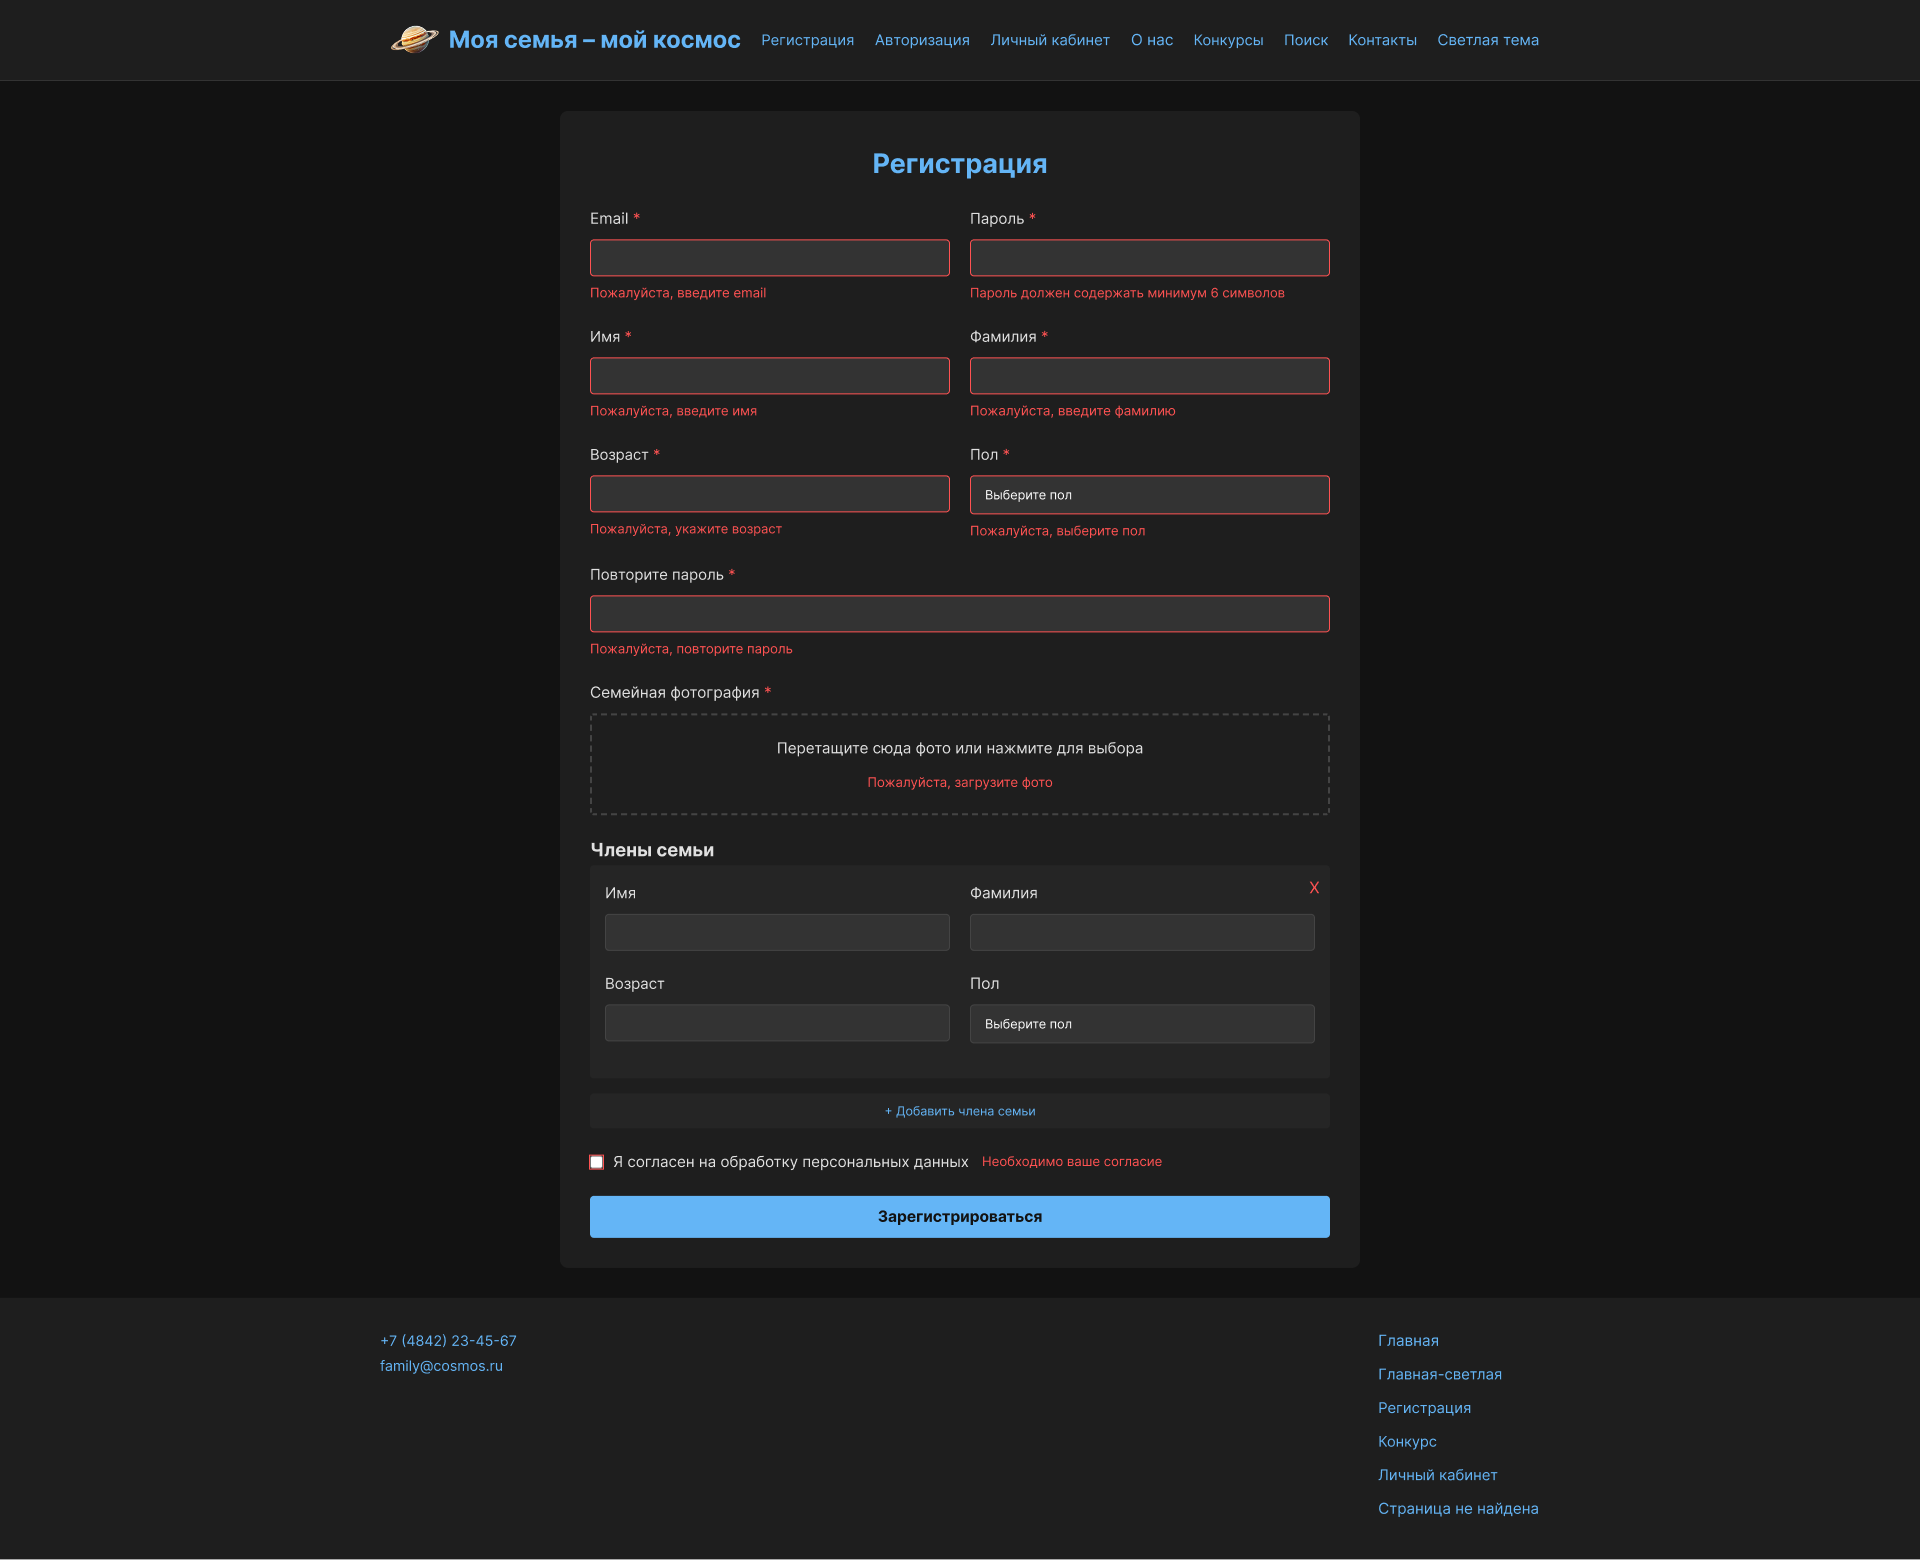 Моя семья – мой космос Регистрация Авторизация Личный кабинет О нас Конкурсы Поиск Контакты Светлая тема
Регистрация
Email * Пароль *
Пожалуйста, введите email Пароль должен содержать минимум 6 символов
Имя * Фамилия *
Пожалуйста, введите имя Пожалуйста, введите фамилию
Возраст * Пол *
Выберите пол
Пожалуйста, укажите возраст Пожалуйста, выберите пол
Повторите пароль *
Пожалуйста, повторите пароль
Семейная фотография *
Перетащите сюда фото или нажмите для выбора
Пожалуйста, загрузите фото
Члены семьи
X
Имя Фамилия
Возраст Пол
Выберите пол
+ Добавить члена семьи
Я согласен на обработку персональных данных Необходимо ваше согласие
Зарегистрироваться
+7 (4842) 23-45-67
family@cosmos.ru
Главная
Главная-светлая
Регистрация
Конкурс
Личный кабинет
Страница не найдена